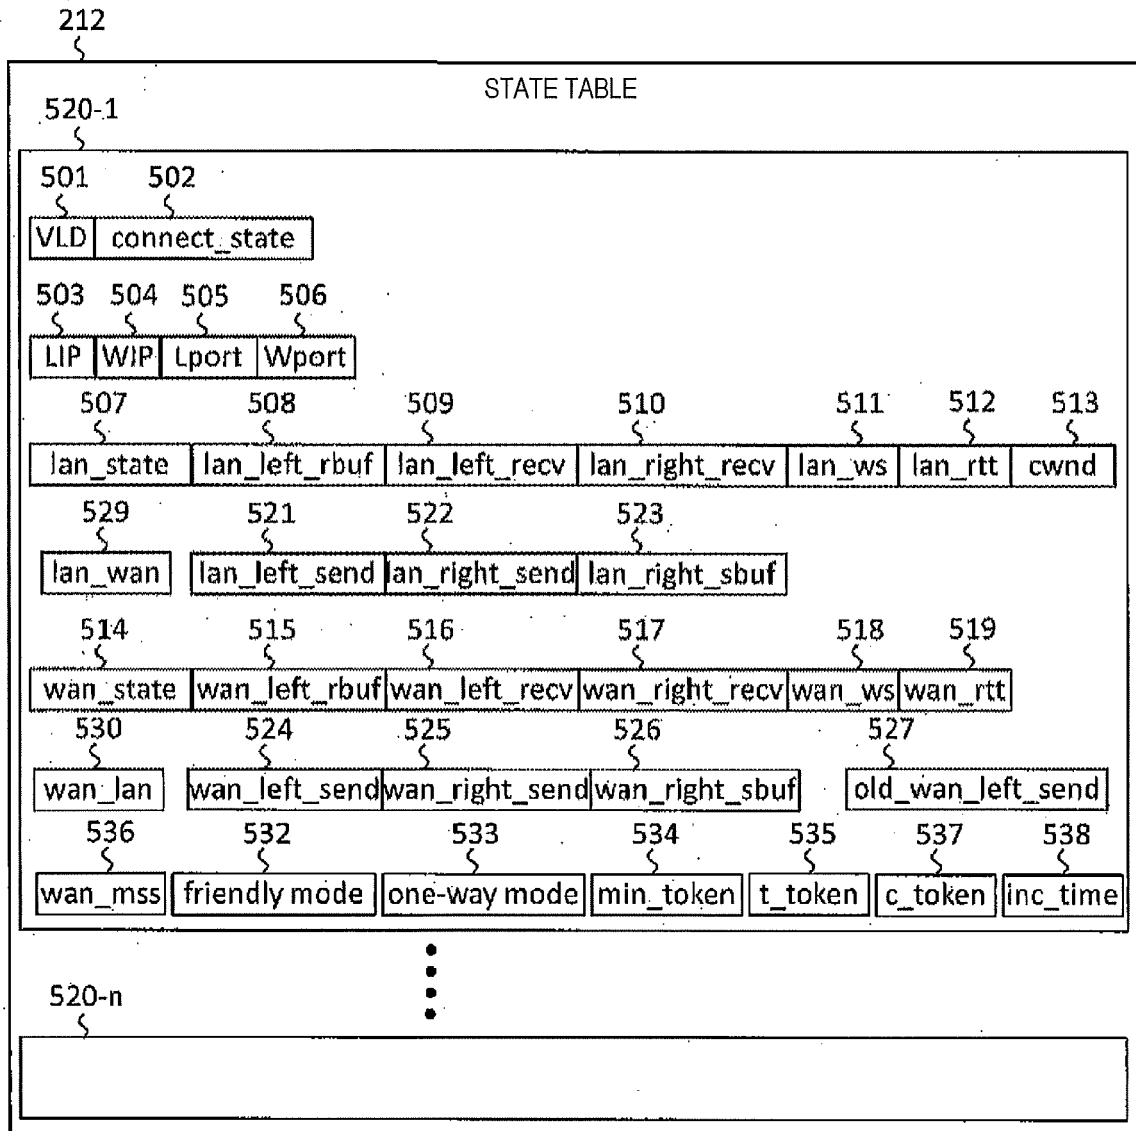 212
STATE TABLE
520-1
501 502
VLD connect_state
503 504 505 506
LIP WIP Lport Wport
507 508 509 510 511 512 513
lan_state lan_left_rbuf lan_left_recv lan_right_recv lan_ws lan_rtt cwnd
529 521 522 523
lan_wan lan_left_send lan_right_send lan_right_sbuf
514 515 516 517 518 519
wan_state wan_left_rbuf wan_left_recv wan_right_recv wan_ws wan_rtt
530 524 525 526 527
wan_lan wan_left_send wan_right_send wan_right_sbuf old_wan_left_send
536 532 533 534 535 537 538
wan_mss friendly mode one-way mode min_token t_token c_token inc_time
520-n